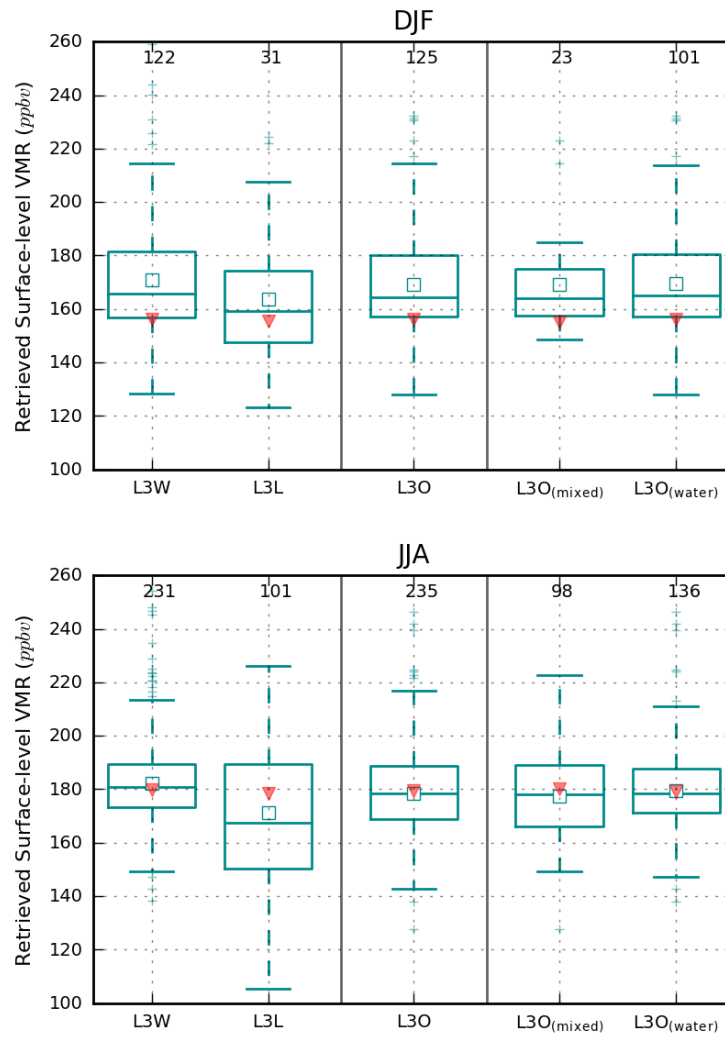 DJF
260
240
220
200
180
160
140
120
100
Retrieved Surface-level VMR (ppbv)
122 31 125 23 101
L3W L3L L3O L3O(mixed) L3O(water)
JJA
260
240
220
200
180
160
140
120
100
Retrieved Surface-level VMR (ppbv)
231 101 235 98 136
L3W L3L L3O L3O(mixed) L3O(water)